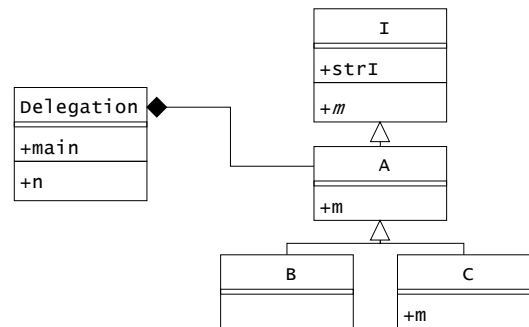 I
+strI
+m
Delegation
+main
+n
A
+m
B
C
+m